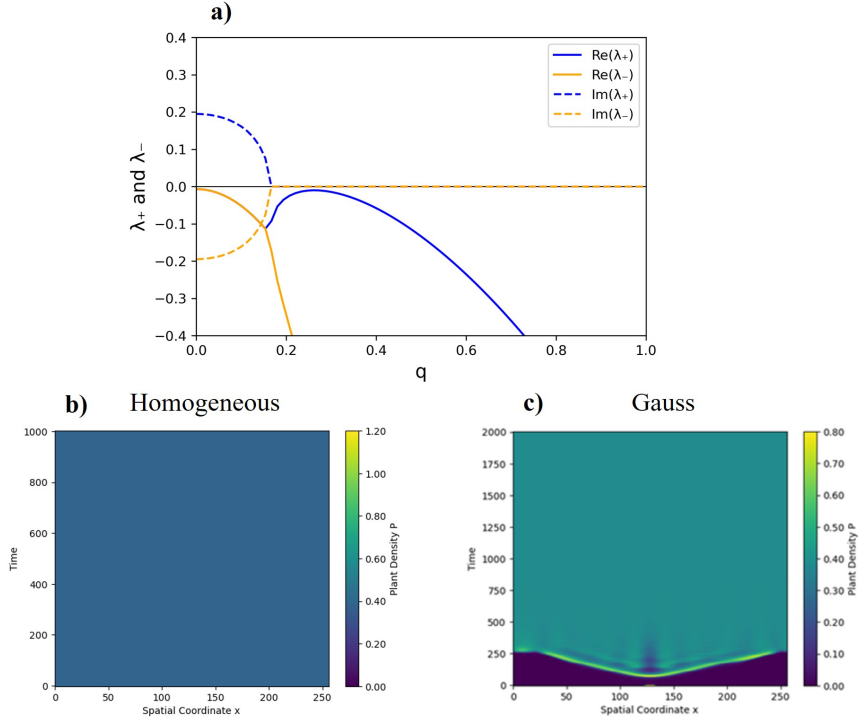 a)
0.4
0.3
0.2
0.1
0.0
−0.1
−0.2
−0.3
−0.4
λ₊ and λ₋
0.0 0.2 0.4 0.6 0.8 1.0
q
Re(λ₊)
Re(λ₋)
Im(λ₊)
Im(λ₋)
b) Homogeneous
1000
800
600
400
200
0
Time
0 50 100 150 200 250
Spatial Coordinate x
1.20
1.00
0.80
0.60
0.40
0.20
0.00
Plant Density P
c) Gauss
2000
1750
1500
1250
1000
750
500
250
0
Time
0 50 100 150 200 250
Spatial Coordinate x
0.80
0.70
0.60
0.50
0.40
0.30
0.20
0.10
0.00
Plant Density P